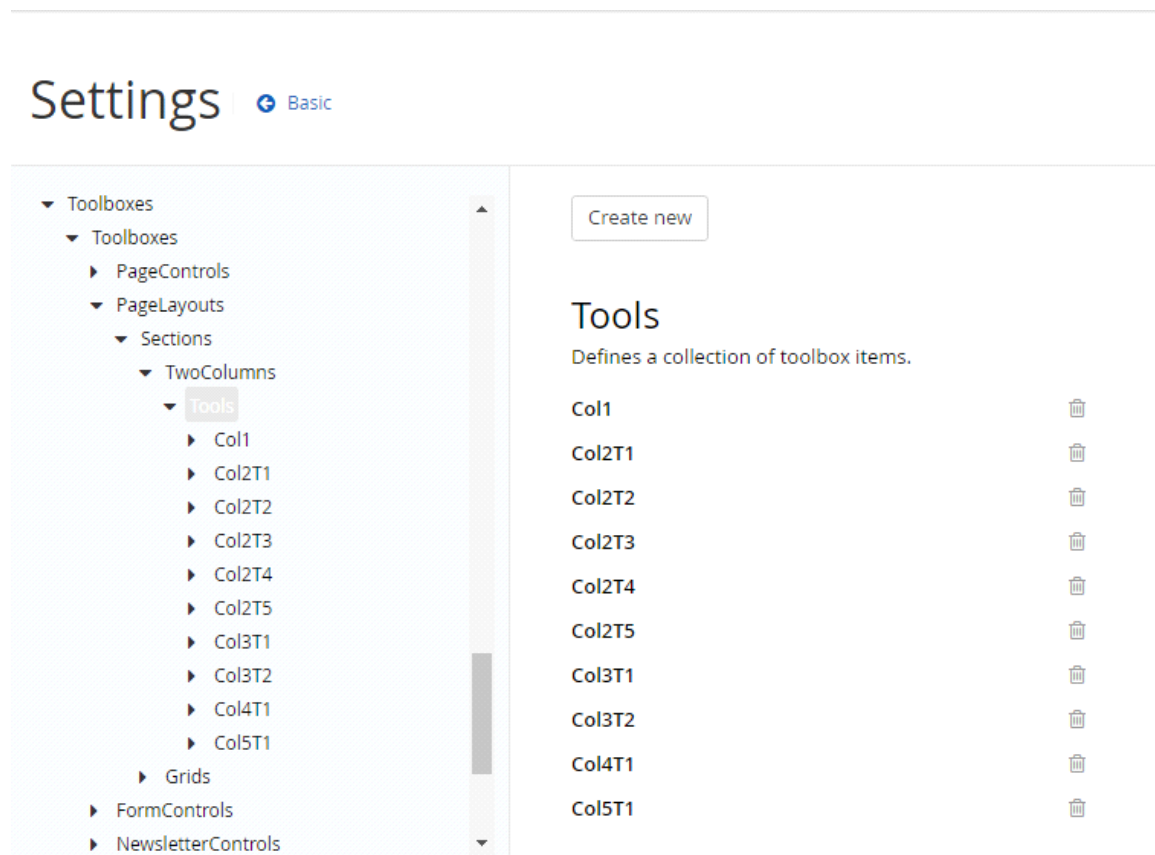 Settings Basic
Toolboxes
Toolboxes
PageControls
PageLayouts
Sections
TwoColumns
Tools
Col1
Col2T1
Col2T2
Col2T3
Col2T4
Col2T5
Col3T1
Col3T2
Col4T1
Col5T1
Grids
FormControls
NewsletterControls
Create new
Tools
Defines a collection of toolbox items.
Col1
Col2T1
Col2T2
Col2T3
Col2T4
Col2T5
Col3T1
Col3T2
Col4T1
Col5T1